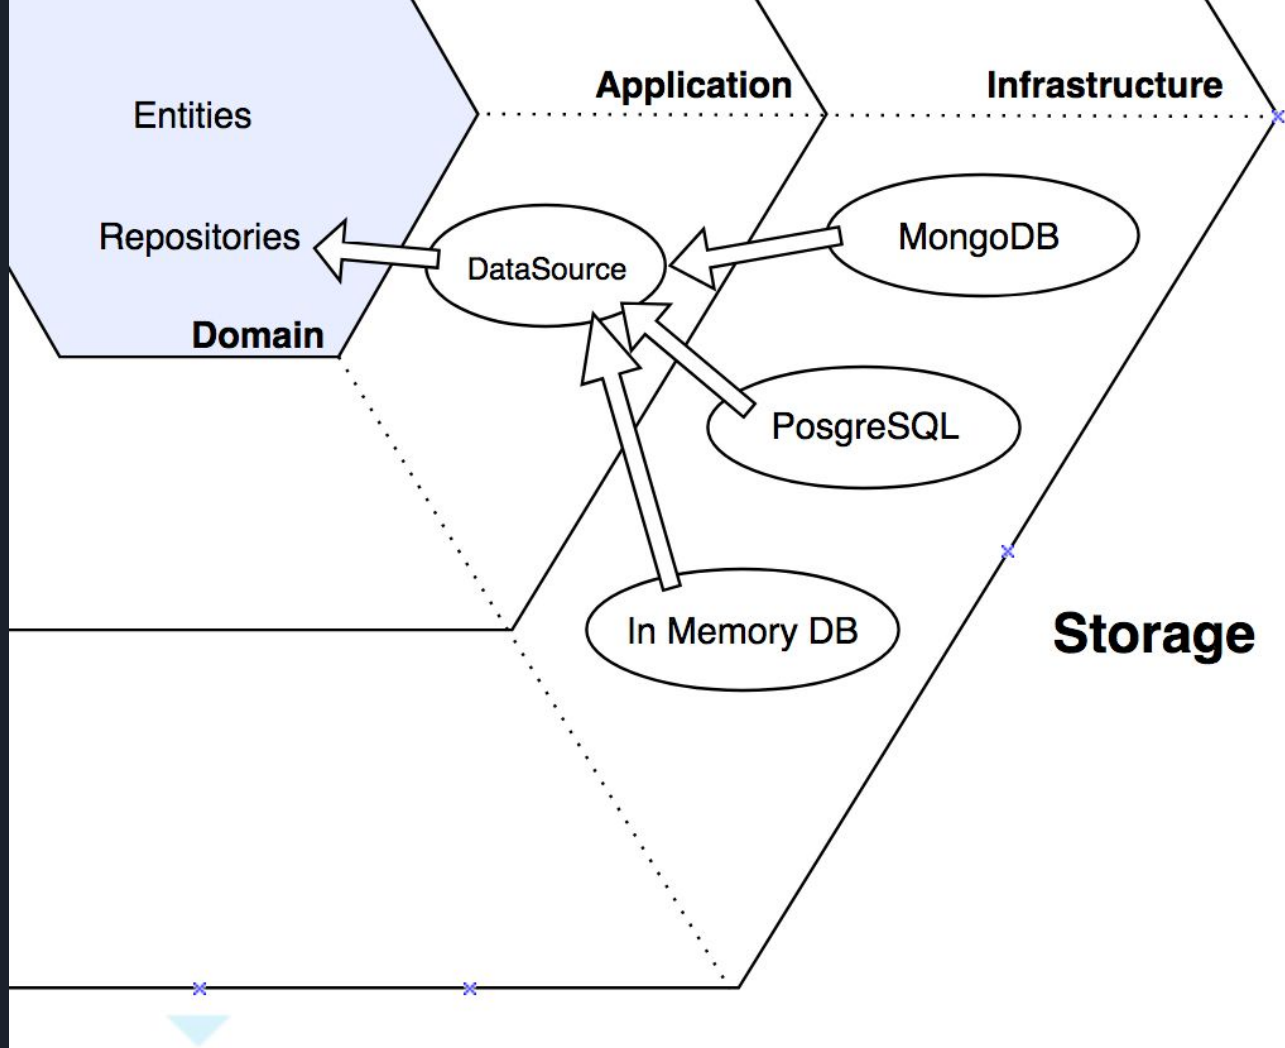 Application
Infrastructure
Entities
Repositories
DataSource
MongoDB
Domain
PosgreSQL
In Memory DB
Storage